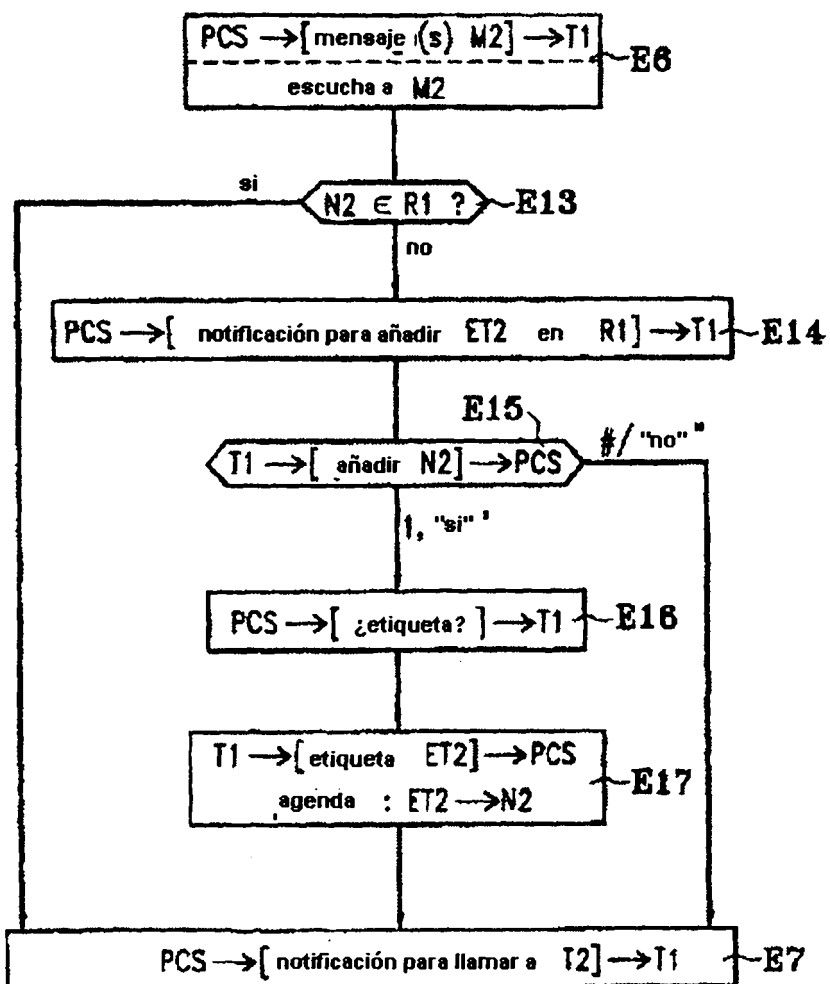 PCS →[mensaje (s) M2] →T1
E6
escucha a M2
si
N2 ∈ R1 ?
E13
no
PCS →[ notificación para añadir ET2 en R1] →T1
E14
E15
T1 →[ añadir N2] →PCS
#/ "no" "
1, "si" '
PCS →[ ¿etiqueta? ] →T1
E16
T1 →[etiqueta ET2] →PCS
E17
agenda : ET2 →N2
PCS →[ notificación para llamar a T2] →T1
E7